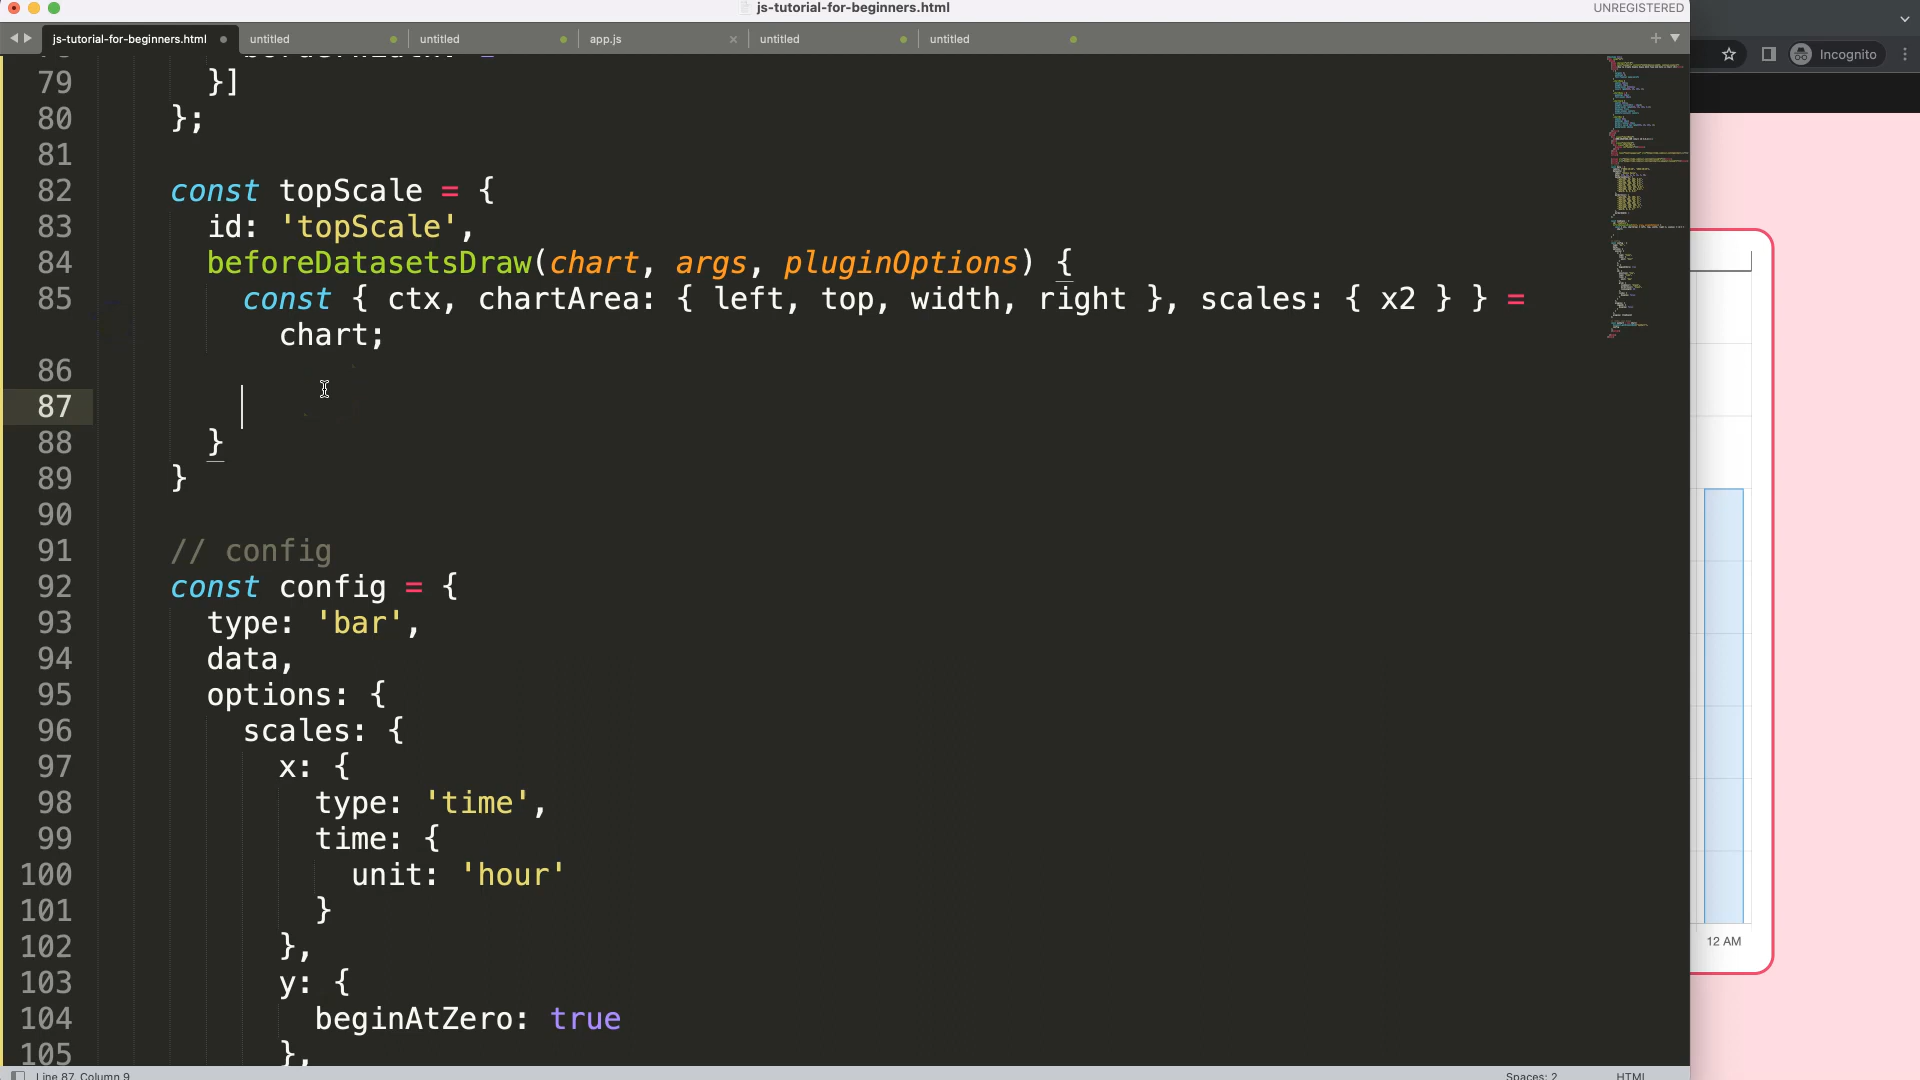 js-tutorial-for-beginners.html
UNREGISTERED
js-tutorial-for-beginners.html
untitled
untitled
app.js
untitled
untitled
Incognito
79 }]
80 };
81
82 const topScale = {
83 id: 'topScale',
84 beforeDatasetsDraw(chart, args, pluginOptions) {
85 const { ctx, chartArea: { left, top, width, right }, scales: { x2 } } =
chart;
86
87
88 }
89 }
90
91 // config
92 const config = {
93 type: 'bar',
94 data,
95 options: {
96 scales: {
97 x: {
98 type: 'time',
99 time: {
100 unit: 'hour'
101 }
102 },
103 y: {
104 beginAtZero: true
105 },
12 AM
Line 87, Column 9
Spaces: 2
HTML